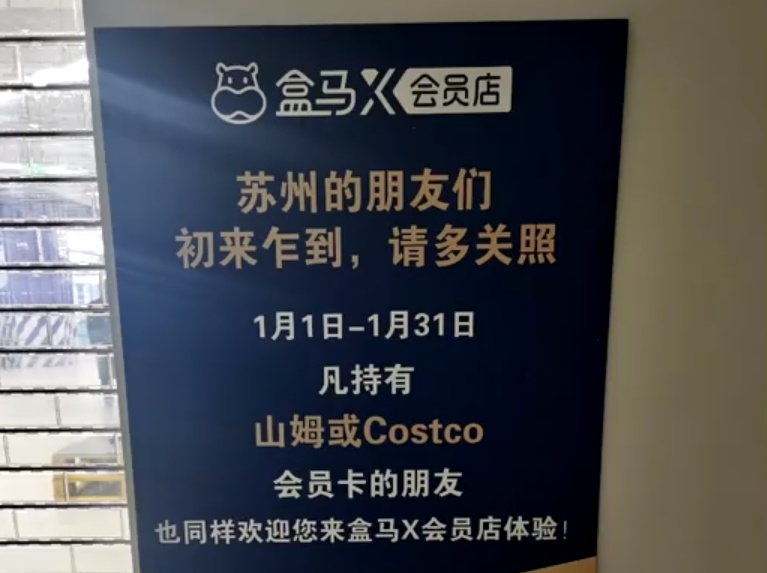 盒马X会员店
苏州的朋友们
初来乍到，请多关照
1月1日-1月31日
凡持有
山姆或Costco
会员卡的朋友
也同样欢迎您来盒马X会员店体验！